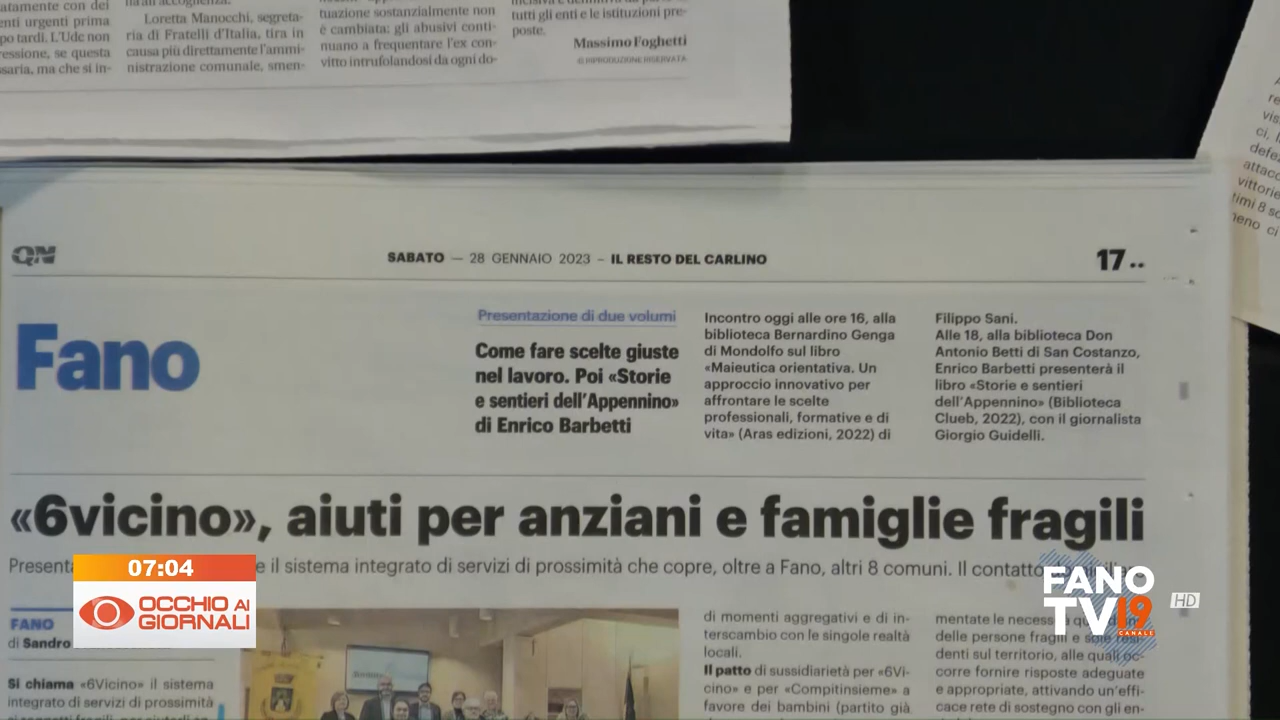 atamente con dei
enti urgenti prima
po tardi. L'Ude non
ressione, se questa
ssaria, ma che si in-
Loretta Manocchi, segreta-
ria di Fratelli d'Italia, tira in
causa più direttamente l'ammi-
nistrazione comunale, smen-
tuazione sostanzialmente non
è cambiata: gli abusivi conti-
nuano a frequentare l'ex con-
vitto intrufolandosi da ogni do-
tutti gli enti e le istituzioni pre-
poste.
Massimo Foghetti
© RIPRODUZIONE RISERVATA
QN
SABATO — 28 GENNAIO 2023 – IL RESTO DEL CARLINO
17 ..
Fano
Presentazione di due volumi
Come fare scelte giuste
nel lavoro. Poi «Storie
e sentieri dell'Appennino»
di Enrico Barbetti
Incontro oggi alle ore 16, alla
biblioteca Bernardino Genga
di Mondolfo sul libro
«Maieutica orientativa. Un
approccio innovativo per
affrontare le scelte
professionali, formative e di
vita» (Aras edizioni, 2022) di
Filippo Sani.
Alle 18, alla biblioteca Don
Antonio Betti di San Costanzo,
Enrico Barbetti presenterà il
libro «Storie e sentieri
dell'Appennino» (Biblioteca
Clueb, 2022), con il giornalista
Giorgio Guidelli.
«6vicino», aiuti per anziani e famiglie fragili
e il sistema integrato di servizi di prossimità che copre, oltre a Fano, altri 8 comuni. Il contatto
FANO
di Sandro
Si chiama «6Vicino» il sistema
integrato di servizi di prossimità
di momenti aggregativi e di in-
terscambio con le singole realtà
locali.
Il patto di sussidiarietà per «6Vi-
cino» e per «Compitinsieme» a
favore dei bambini (partito già
mentate le necessità
delle persone fragili e sole resi-
denti sul territorio, alle quali oc-
corre fornire risposte adeguate
e appropriate, attivando un'effi-
cace rete di sostegno con gli en-
07:04
OCCHIO AI
GIORNALI
FANO
TV19
CANALE
HD